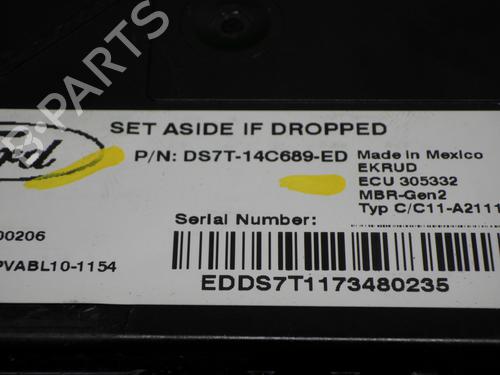 SET ASIDE IF DROPPED
Ford
P/N: DS7T-14C689-ED
Made in Mexico
EKRUD
ECU 305332
MBR-Gen2
Typ C/C11-A2111
00206
Serial Number:
PVABL10-1154
EDDS7T1173480235
B-PARTS